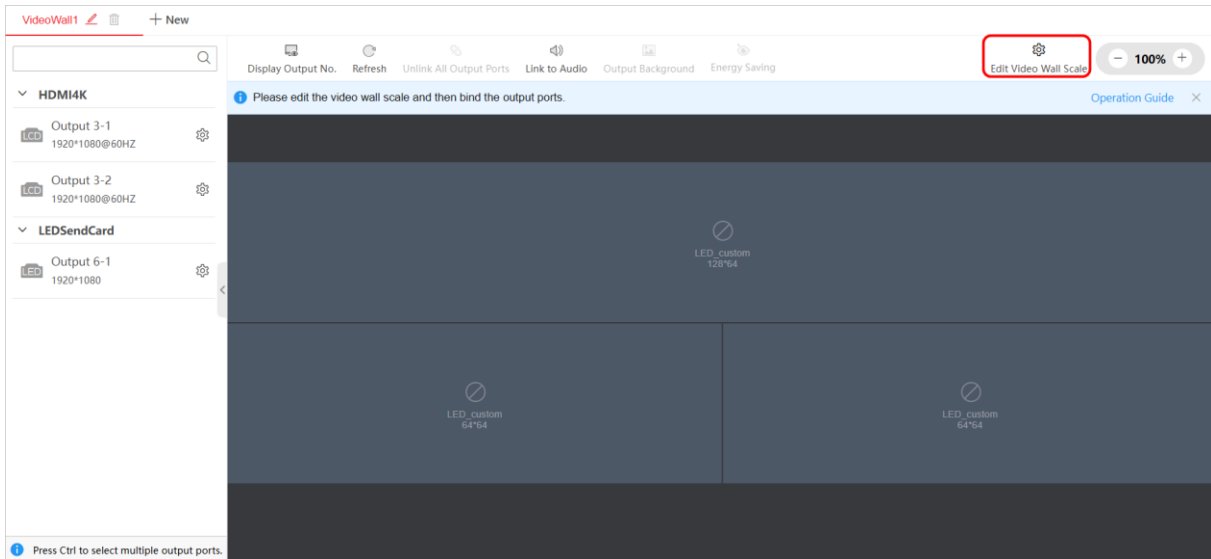 VideoWall1
New
Display Output No.
Refresh
Unlink All Output Ports
Link to Audio
Output Background
Energy Saving
Edit Video Wall Scale
100%
HDMI4K
Please edit the video wall scale and then bind the output ports.
Operation Guide
LCD
Output 3-1
1920*1080@60HZ
LCD
Output 3-2
1920*1080@60HZ
LEDSendCard
LED
Output 6-1
1920*1080
LED_custom
128*64
LED_custom
64*64
LED_custom
64*64
Press Ctrl to select multiple output ports.